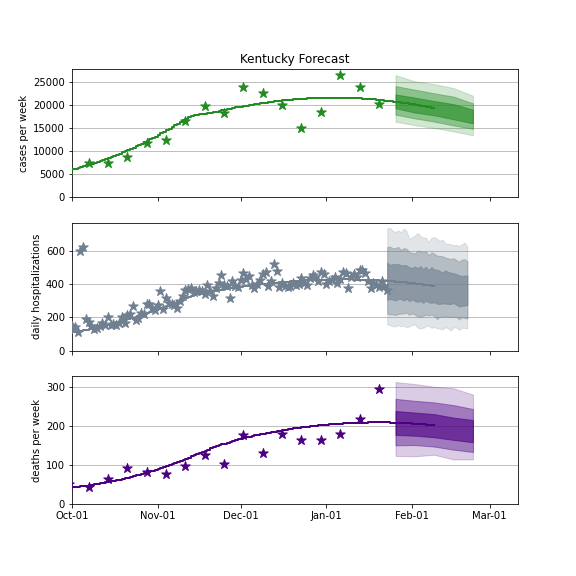 Kentucky Forecast
cases per week
25000
20000
15000
10000
5000
0
daily hospitalizations
600
400
200
0
deaths per week
300
200
100
0
Oct-01 Nov-01 Dec-01 Jan-01 Feb-01 Mar-01